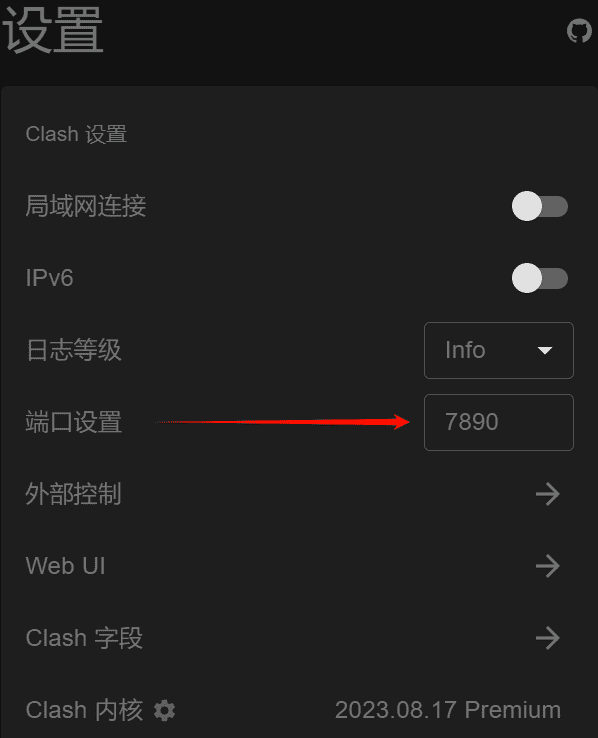 设置
Clash 设置
局域网连接
IPv6
日志等级 Info
端口设置 7890
外部控制
Web UI
Clash 字段
Clash 内核 2023.08.17 Premium